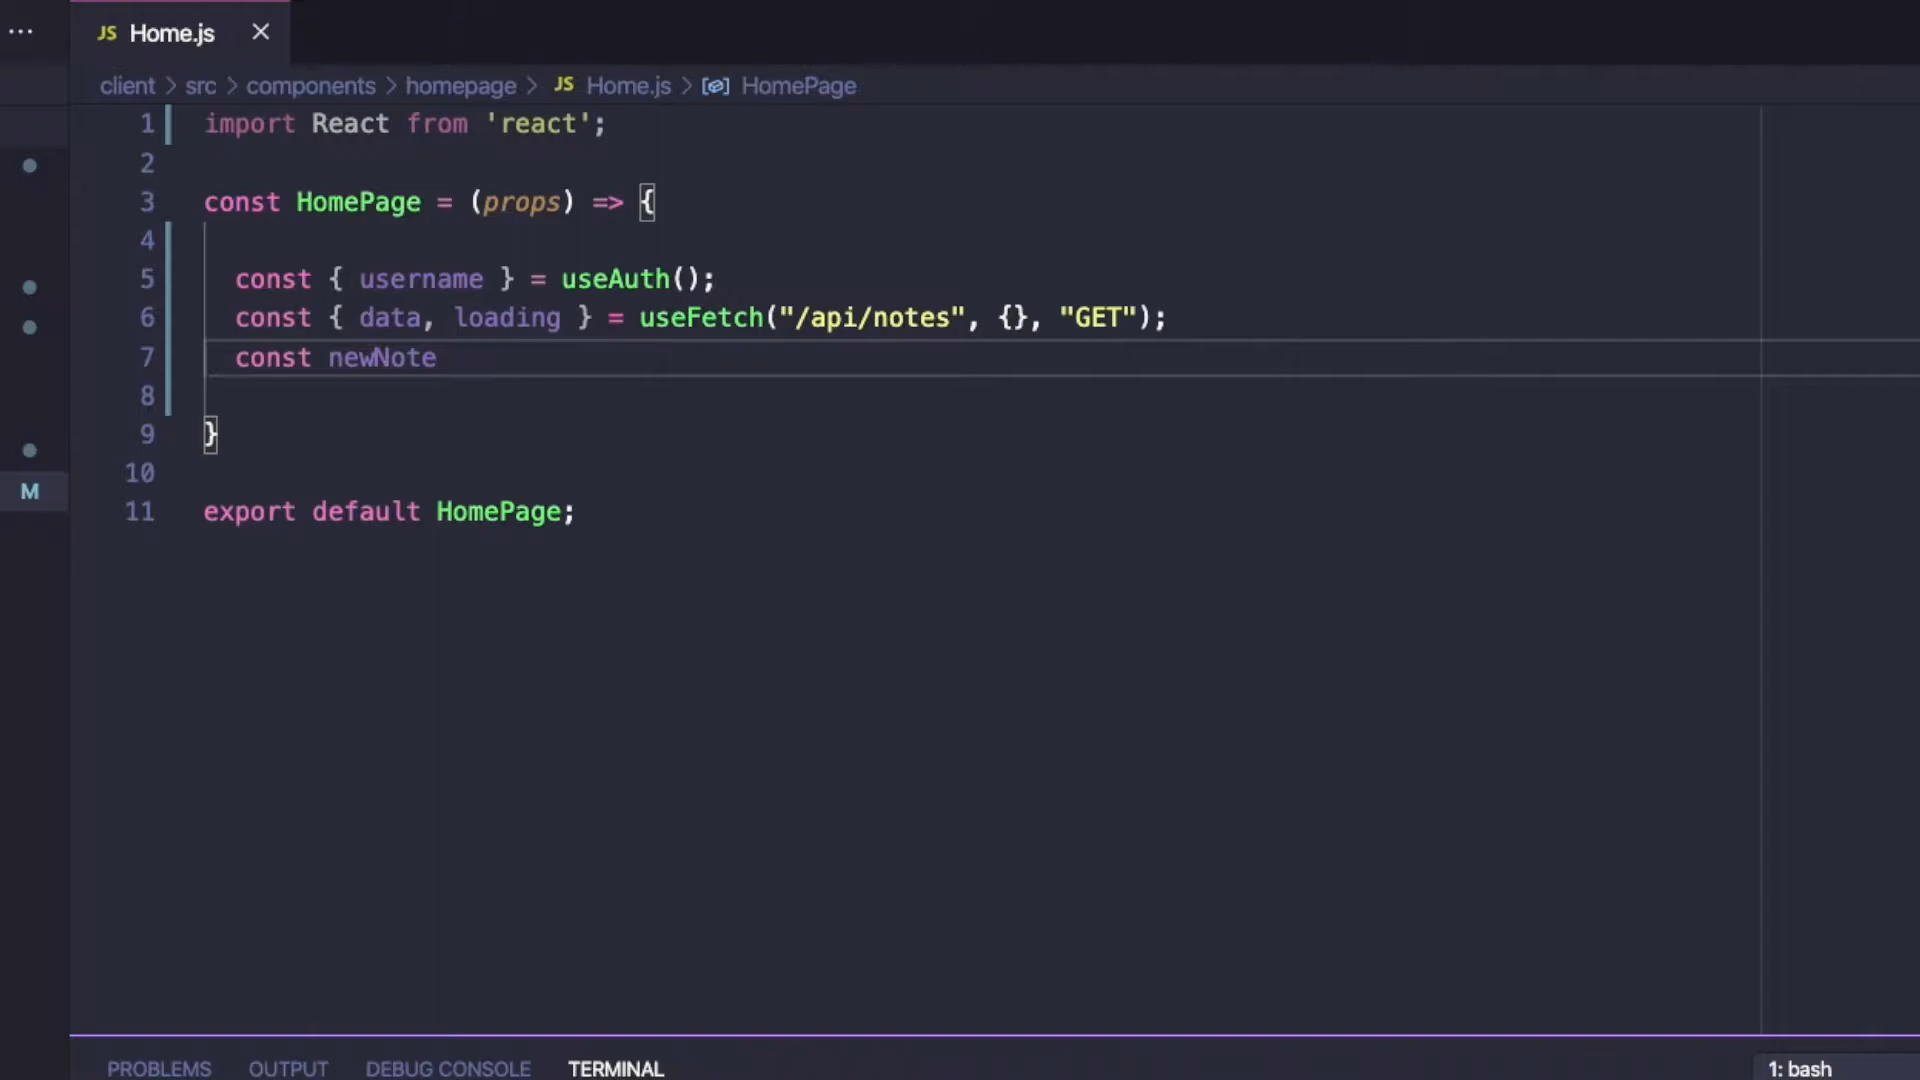 ... JS Home.js ×
client > src > components > homepage > JS Home.js > HomePage
1 import React from 'react';
2
3 const HomePage = (props) => {
4
5 const { username } = useAuth();
6 const { data, loading } = useFetch("/api/notes", {}, "GET");
7 const newNote
8
9 }
10
M
11 export default HomePage;
PROBLEMS OUTPUT DEBUG CONSOLE TERMINAL 1: bash